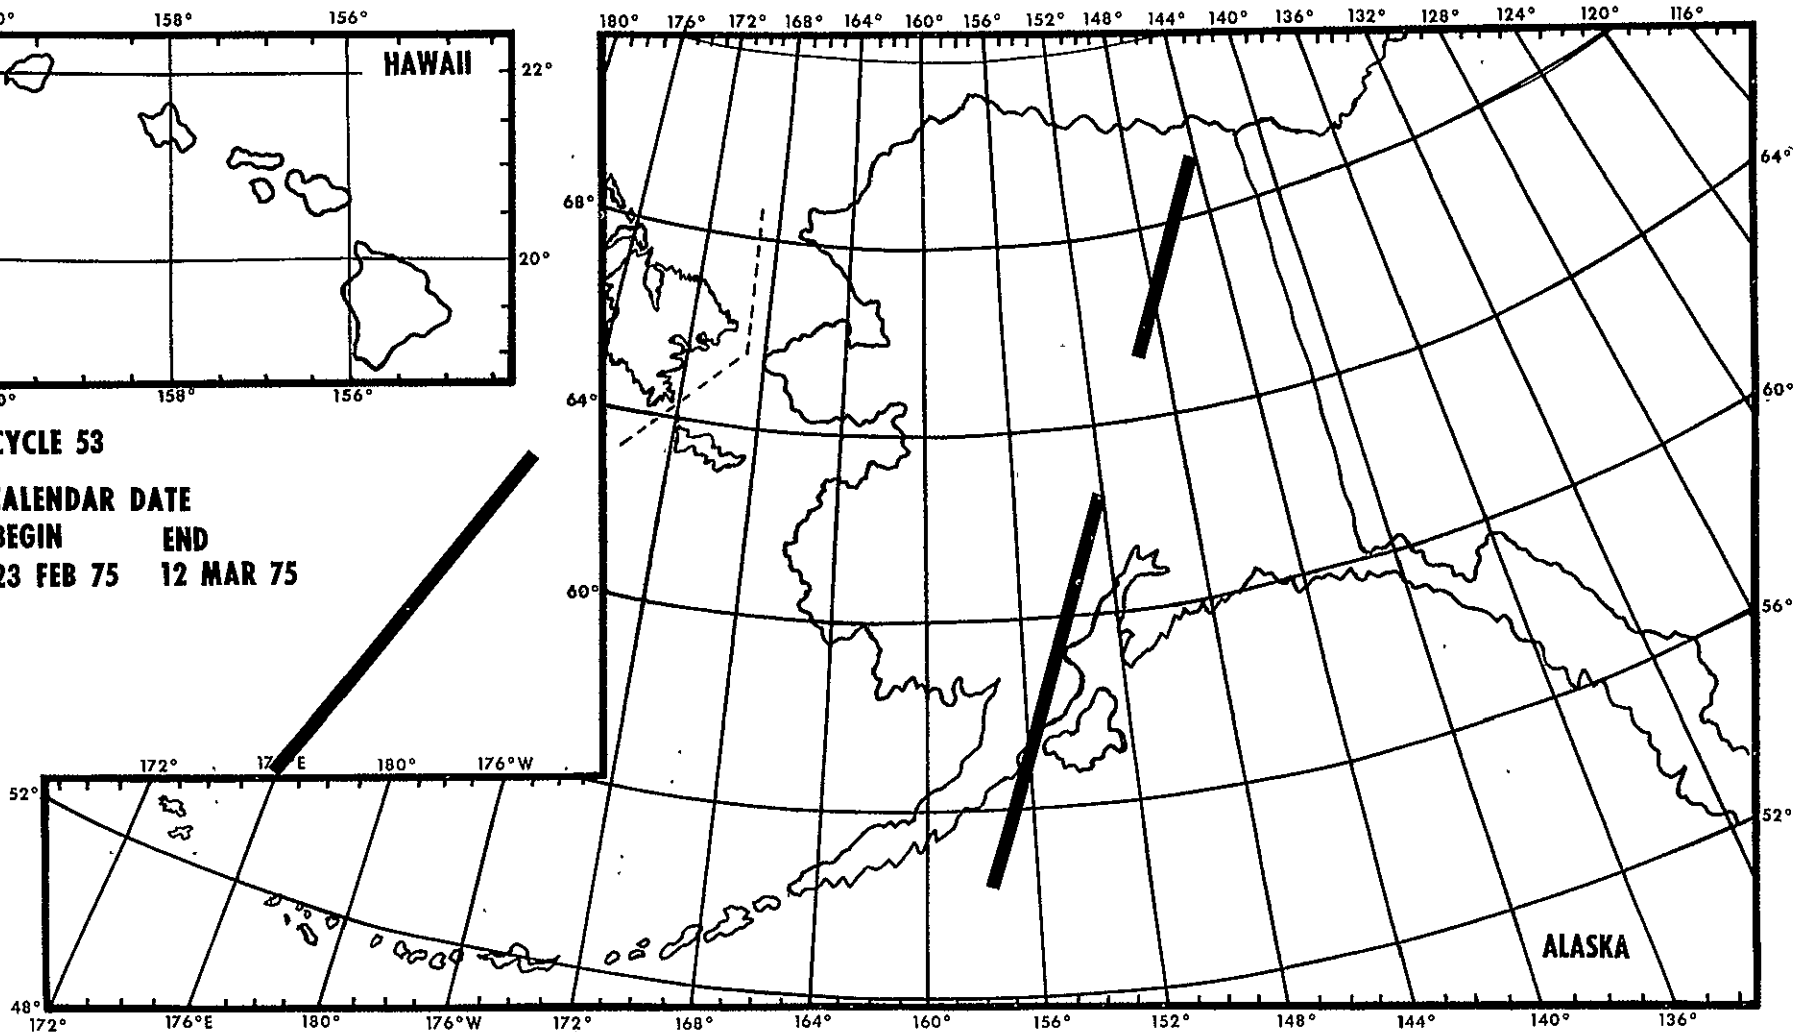 158° 156°
HAWAII
22°
20°
158° 156°
CYCLE 53
CALENDAR DATE
BEGIN END
23 FEB 75 12 MAR 75
180° 176° 172° 168° 164° 160° 156° 152° 148° 144° 140° 136° 132° 128° 124° 120° 116°
68°
64°
60°
64°
60°
56°
52°
172° 180° 176°W
52°
48°
ALASKA
172° 176°E 180° 176°W 172° 168° 164° 160° 156° 152° 148° 144° 140° 136°